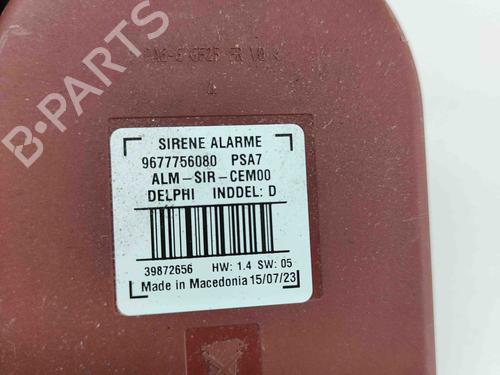 SIRENE ALARME
9677756080 PSA7
ALM-SIR-CEM00
DELPHI INDDEL: D
39872656 HW: 1.4 SW: 05
Made in Macedonia 15/07/23
B-PARTS